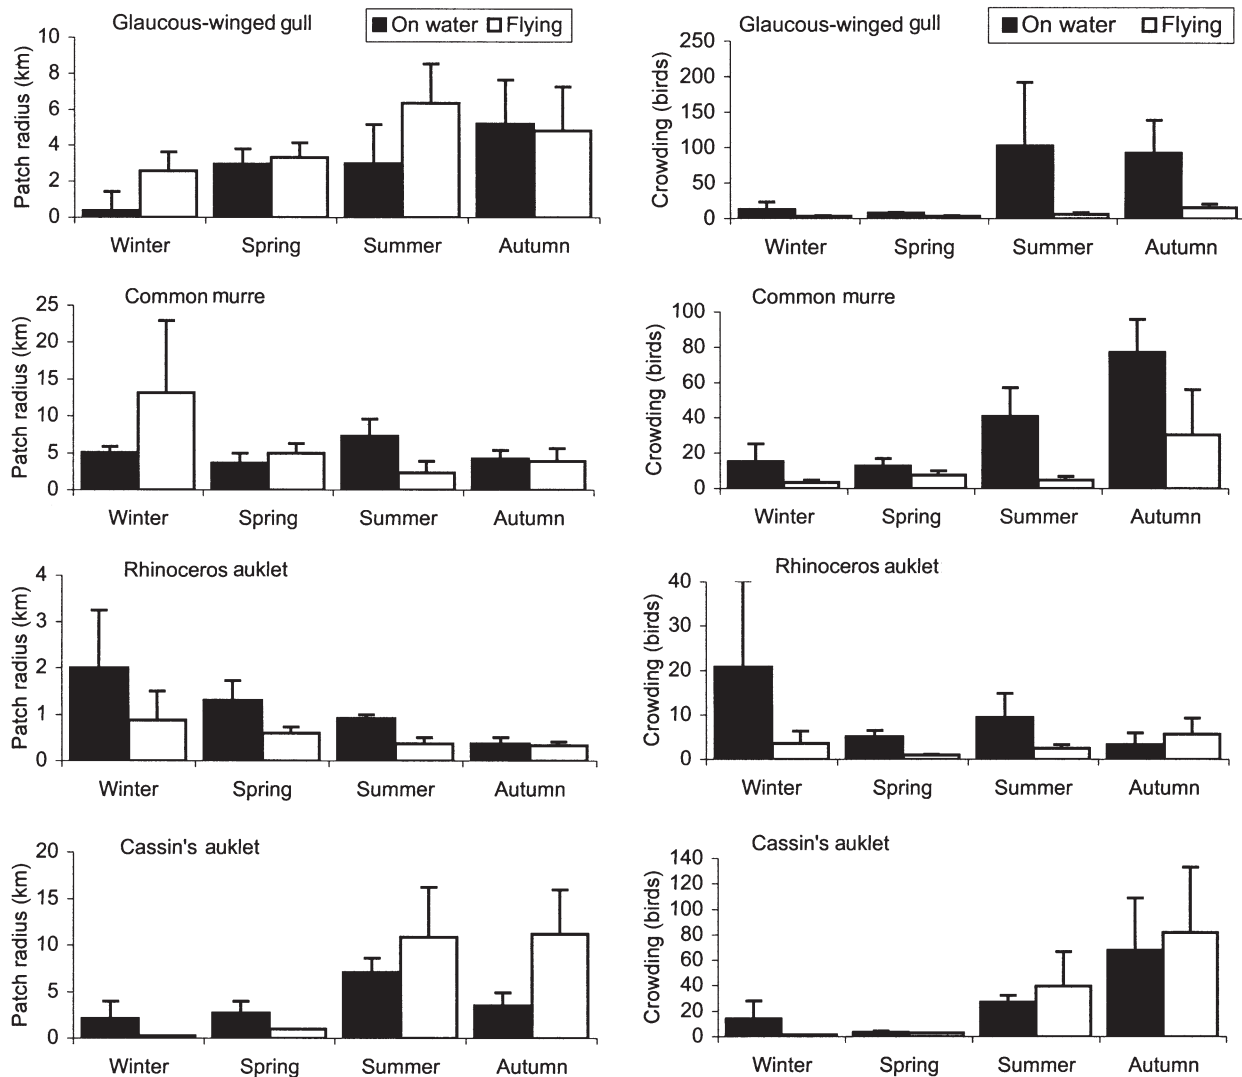 Glaucous-winged gull
On water Flying
Patch radius (km)
10
8
6
4
2
0
Winter Spring Summer Autumn
Glaucous-winged gull
On water Flying
Crowding (birds)
250
200
150
100
50
0
Winter Spring Summer Autumn
Common murre
Patch radius (km)
25
20
15
10
5
0
Winter Spring Summer Autumn
Common murre
Crowding (birds)
100
80
60
40
20
0
Winter Spring Summer Autumn
Rhinoceros auklet
Patch radius (km)
4
3
2
1
0
Winter Spring Summer Autumn
Rhinoceros auklet
Crowding (birds)
40
30
20
10
0
Winter Spring Summer Autumn
Cassin's auklet
Patch radius (km)
20
15
10
5
0
Winter Spring Summer Autumn
Cassin's auklet
Crowding (birds)
140
120
100
80
60
40
20
0
Winter Spring Summer Autumn